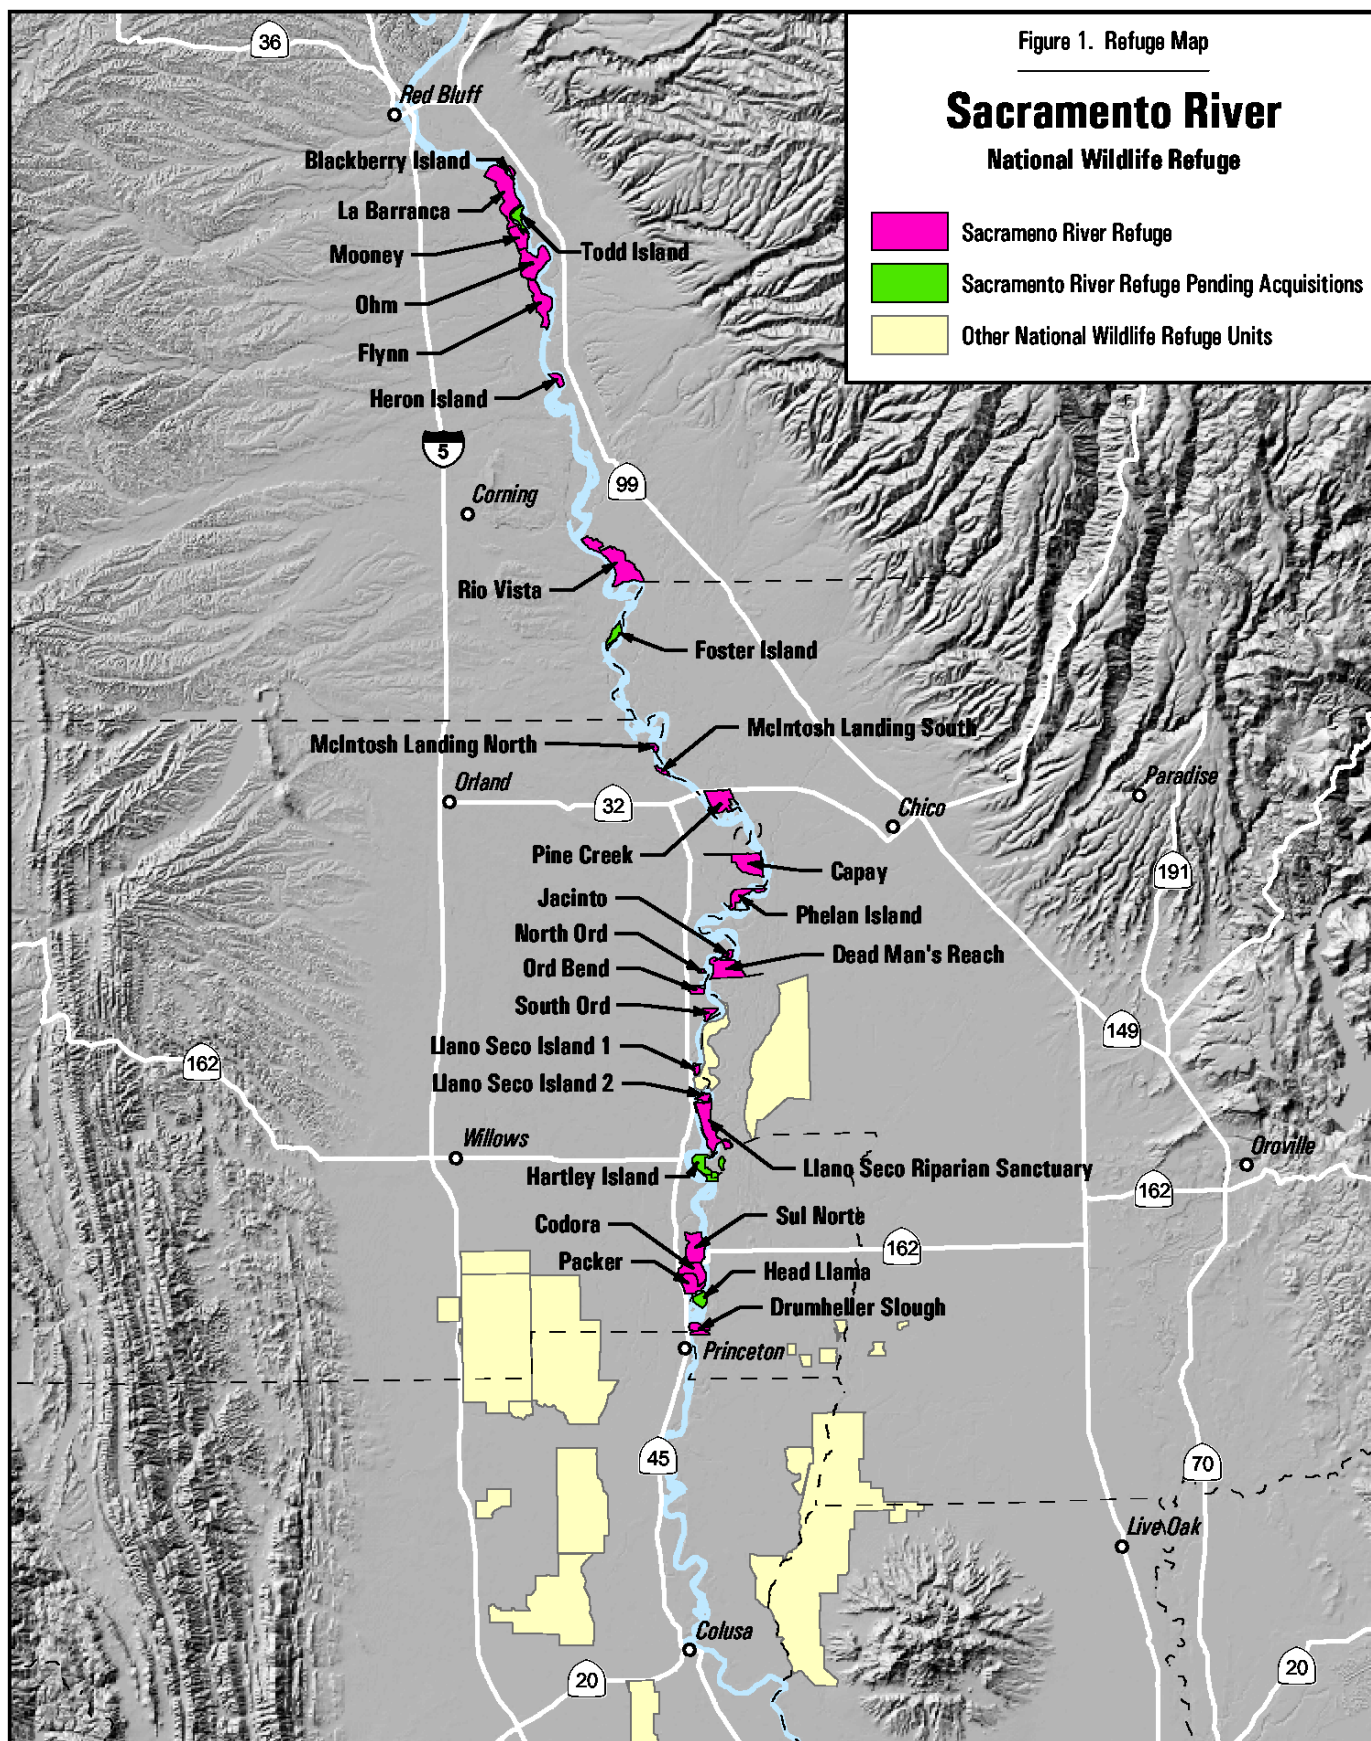 Figure 1. Refuge Map
Sacramento River
National Wildlife Refuge
Sacrameno River Refuge
Sacramento River Refuge Pending Acquisitions
Other National Wildlife Refuge Units
36
Red Bluff
Blackberry Island
La Barranca
Mooney
Todd Island
Ohm
Flynn
Heron Island
5
99
Corning
Rio Vista
Foster Island
McIntosh Landing South
McIntosh Landing North
Orland
32
Chico
Paradise
Pine Creek
Capay
191
Jacinto
Phelan Island
North Ord
Dead Man's Reach
Ord Bend
South Ord
149
Llano Seco Island 1
162
Llano Seco Island 2
Willows
Oroville
Llano Seco Riparian Sanctuary
Hartley Island
162
Sul Norte
Codora
162
Packer
Head Llama
Drumheller Slough
Princeton
45
70
Live Oak
Colusa
20
20